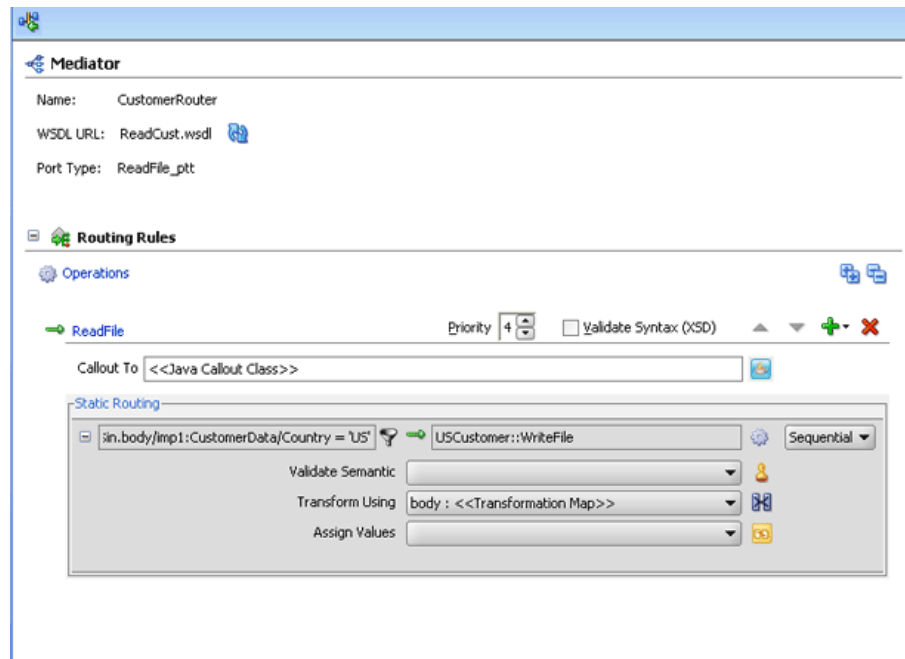 Mediator
Name: CustomerRouter
WSDL URL: ReadCust.wsdl
Port Type: ReadFile_ptt
Routing Rules
Operations
ReadFile Priority 4 Validate Syntax (XSD)
Callout To <<Java Callout Class>>
Static Routing
in.body/imp1:CustomerData/Country = 'US' USCustomer::WriteFile Sequential
Validate Semantic
Transform Using body : <<Transformation Map>>
Assign Values